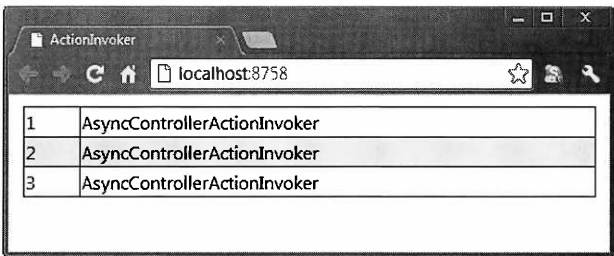 ActionInvoker
localhost:8758
1 AsyncControllerActionInvoker
2 AsyncControllerActionInvoker
3 AsyncControllerActionInvoker